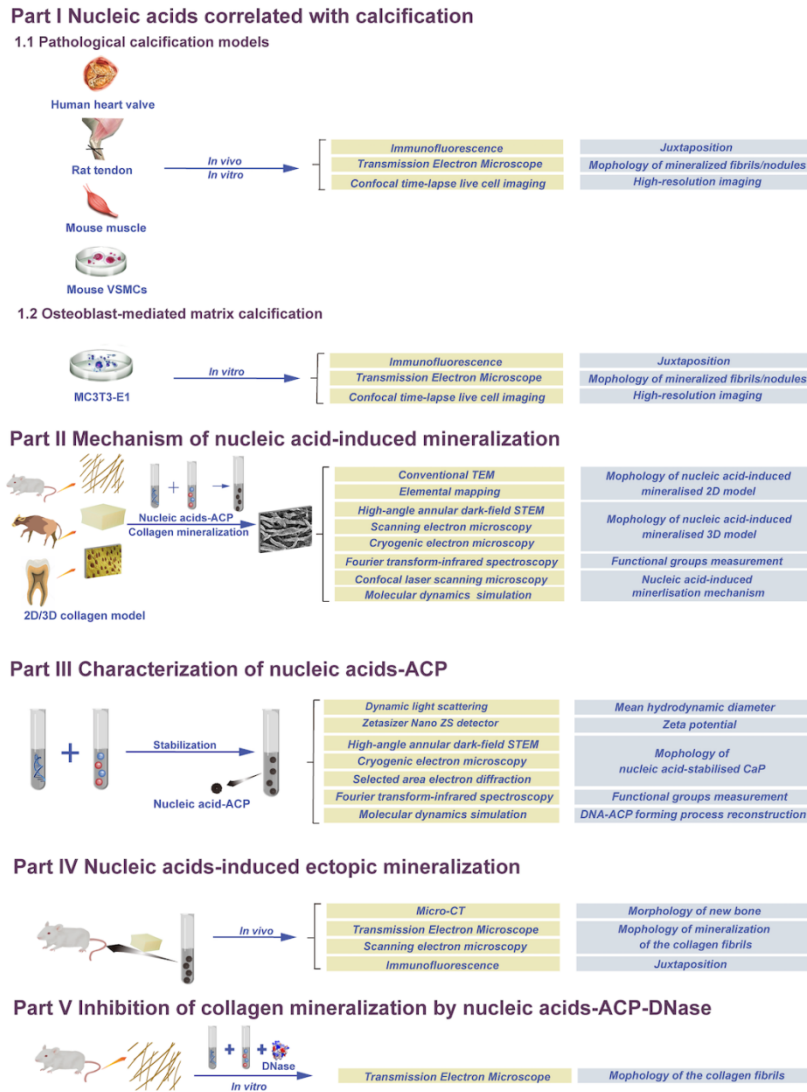 Part I Nucleic acids correlated with calcification
1.1 Pathological calcification models
Human heart valve
Rat tendon
Mouse muscle
Mouse VSMCs
In vivo
In vitro
Immunofluorescence
Juxtaposition
Transmission Electron Microscope
Mophology of mineralized fibrils/nodules
Confocal time-lapse live cell imaging
High-resolution imaging
1.2 Osteoblast-mediated matrix calcification
MC3T3-E1
In vitro
Immunofluorescence
Juxtaposition
Transmission Electron Microscope
Mophology of mineralized fibrils/nodules
Confocal time-lapse live cell imaging
High-resolution imaging
Part II Mechanism of nucleic acid-induced mineralization
2D/3D collagen model
+
Nucleic acids-ACP
Collagen mineralization
Conventional TEM
Elemental mapping
Mophology of nucleic acid-induced
mineralised 2D model
High-angle annular dark-field STEM
Scanning electron microscopy
Cryogenic electron microscopy
Mophology of nucleic acid-induced
mineralised 3D model
Fourier transform-infrared spectroscopy
Functional groups measurement
Confocal laser scanning microscopy
Molecular dynamics simulation
Nucleic acid-induced
minerlisation mechanism
Part III Characterization of nucleic acids-ACP
+
Stabilization
Nucleic acid-ACP
Dynamic light scattering
Mean hydrodynamic diameter
Zetasizer Nano ZS detector
Zeta potential
High-angle annular dark-field STEM
Cryogenic electron microscopy
Selected area electron diffraction
Mophology of
nucleic acid-stabilised CaP
Fourier transform-infrared spectroscopy
Functional groups measurement
Molecular dynamics simulation
DNA-ACP forming process reconstruction
Part IV Nucleic acids-induced ectopic mineralization
In vivo
Micro-CT
Morphology of new bone
Transmission Electron Microscope
Scanning electron microscopy
Mophology of mineralization
of the collagen fibrils
Immunofluorescence
Juxtaposition
Part V Inhibition of collagen mineralization by nucleic acids-ACP-DNase
+ +
DNase
In vitro
Transmission Electron Microscope
Mophology of the collagen fibrils